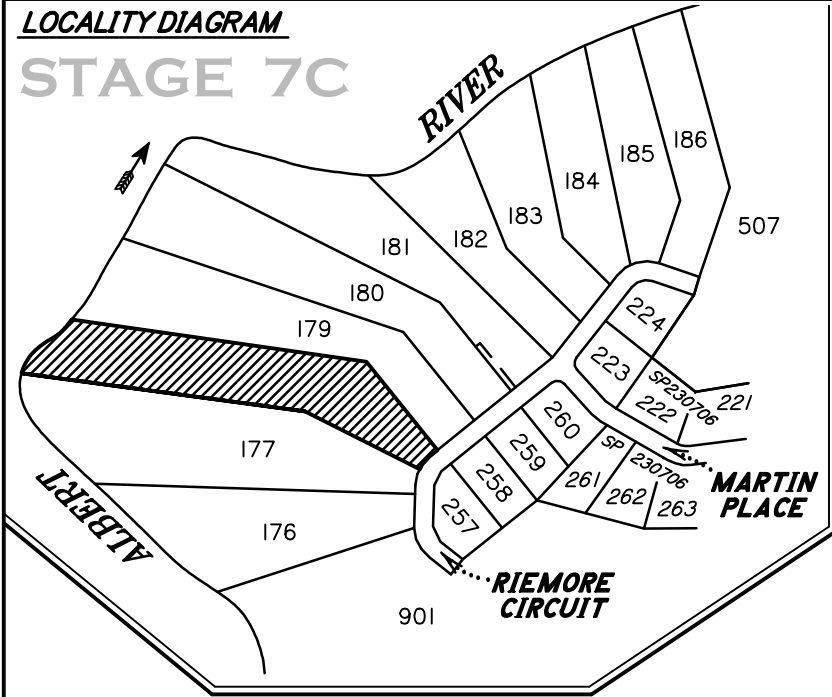 LOCALITY DIAGRAM
STAGE 7C
RIVER
186
185
184
183
182
181
180
179
507
224
223
SP230706
222
221
260
259
258
257
SP 230706
261
262
263
MARTIN
PLACE
177
176
ALBERT
RIEMORE
CIRCUIT
901